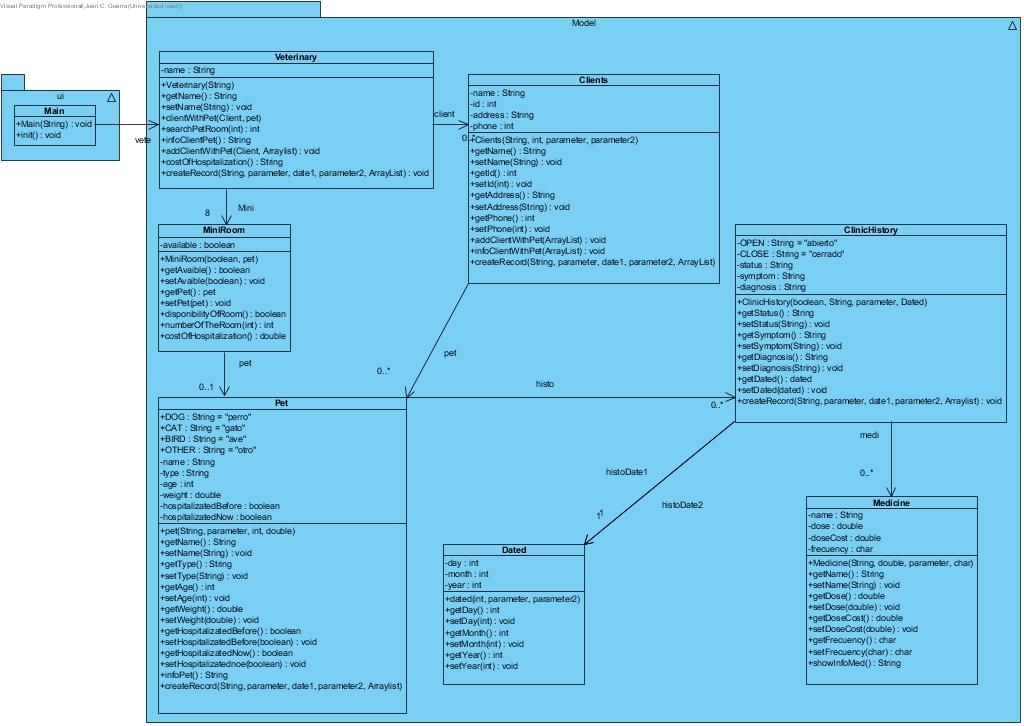 Visual Paradigm Professional(Juan C. Guerra(Universidad Icesi))
Model
ui
Main
+Main(String) : void
+init() : void
vete
Veterinary
-name : String
+Veterinary(String)
+getName() : String
+setName(String) : void
+clientWithPet(Client, pet)
+searchPetRoom(int) : int
+infoClientPet() : String
+addClientWithPet(Client, Arraylist) : void
+costOfHospitalization() : String
+createRecord(String, parameter, date1, parameter2, ArrayList) : void
client
0..*
Clients
-name : String
-id : int
-address : String
-phone : int
+Clients(String, int, parameter, parameter2)
+getName() : String
+setName(String) : void
+getId() : int
+setId(int) : void
+getAddress() : String
+setAddress(String) : void
+getPhone() : int
+setPhone(int) : void
+addClientWithPet(ArrayList) : void
+infoClientWithPet(ArrayList) : void
+createRecord(String, parameter, date1, parameter2, ArrayList)
8
Mini
MiniRoom
-available : boolean
+MiniRoom(boolean, pet)
+getAvaible() : boolean
+setAvaible(boolean) : void
+getPet() : pet
+setPet(pet) : void
+disponibilityOfRoom() : boolean
+numberOfTheRoom(int) : int
+costOfHospitalization() : double
pet
0..1
pet
0..*
histo
0..*
ClinicHistory
-OPEN : String = "abierto"
-CLOSE : String = "cerrado"
-status : String
-symptom : String
-diagnosis : String
+ClinicHistory(boolean, String, parameter, Dated)
+getStatus() : String
+setStatus(String) : void
+getSymptom() : String
+setSymptom(String) : void
+getDiagnosis() : String
+setDiagnosis(String) : void
+getDated() : dated
+setDated(dated) : void
+createRecord(String, parameter, date1, parameter2, Arraylist) : void
Pet
+DOG : String = "perro"
+CAT : String = "gato"
+BIRD : String = "ave"
+OTHER : String = "otro"
-name : String
-type : String
-age : int
-weight : double
-hospitalizatedBefore : boolean
-hospitalizatedNow : boolean
+pet(String, parameter, int, double)
+getName() : String
+setName(String) : void
+getType() : String
+setType(String) : void
+getAge() : int
+setAge(int) : void
+getWeight() : double
+setWeight(double) : void
+getHospitalizatedBefore() : boolean
+setHospitalizatedBefore(boolean) : void
+getHospitalizatedNow() : boolean
+setHospitalizatednoe(boolean) : void
+infoPet() : String
+createRecord(String, parameter, date1, parameter2, Arraylist)
histoDate1
histoDate2
1
1
medi
0..*
Dated
-day : int
-month : int
-year : int
+dated(int, parameter, parameter2)
+getDay() : int
+setDay(int) : void
+getMonth() : int
+setMonth(int) : void
+getYear() : int
+setYear(int) : void
Medicine
-name : String
-dose : double
-doseCost : double
-frecuency : char
+Medicine(String, double, parameter, char)
+getName() : String
+setName(String) : void
+getDose() : double
+setDose(double) : void
+getDoseCost() : double
+setDoseCost(double) : void
+getFrecuency() : char
+setFrecuency(char) : char
+showInfoMed() : String